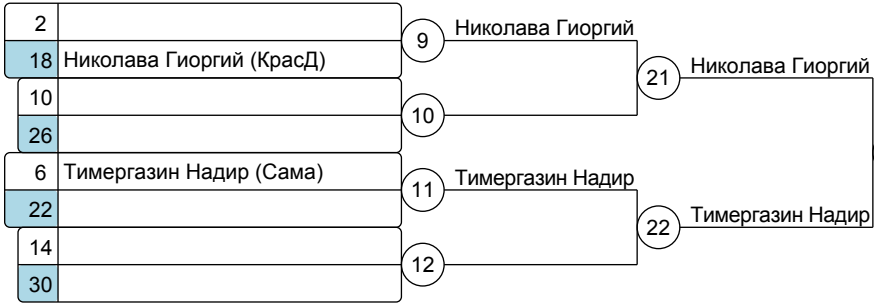 2
18 Николава Гиоргий (КрасД)
9 Николава Гиоргий
10
26
10
21 Николава Гиоргий
6 Тимергазин Надир (Сама)
22
11 Тимергазин Надир
14
30
12
22 Тимергазин Надир